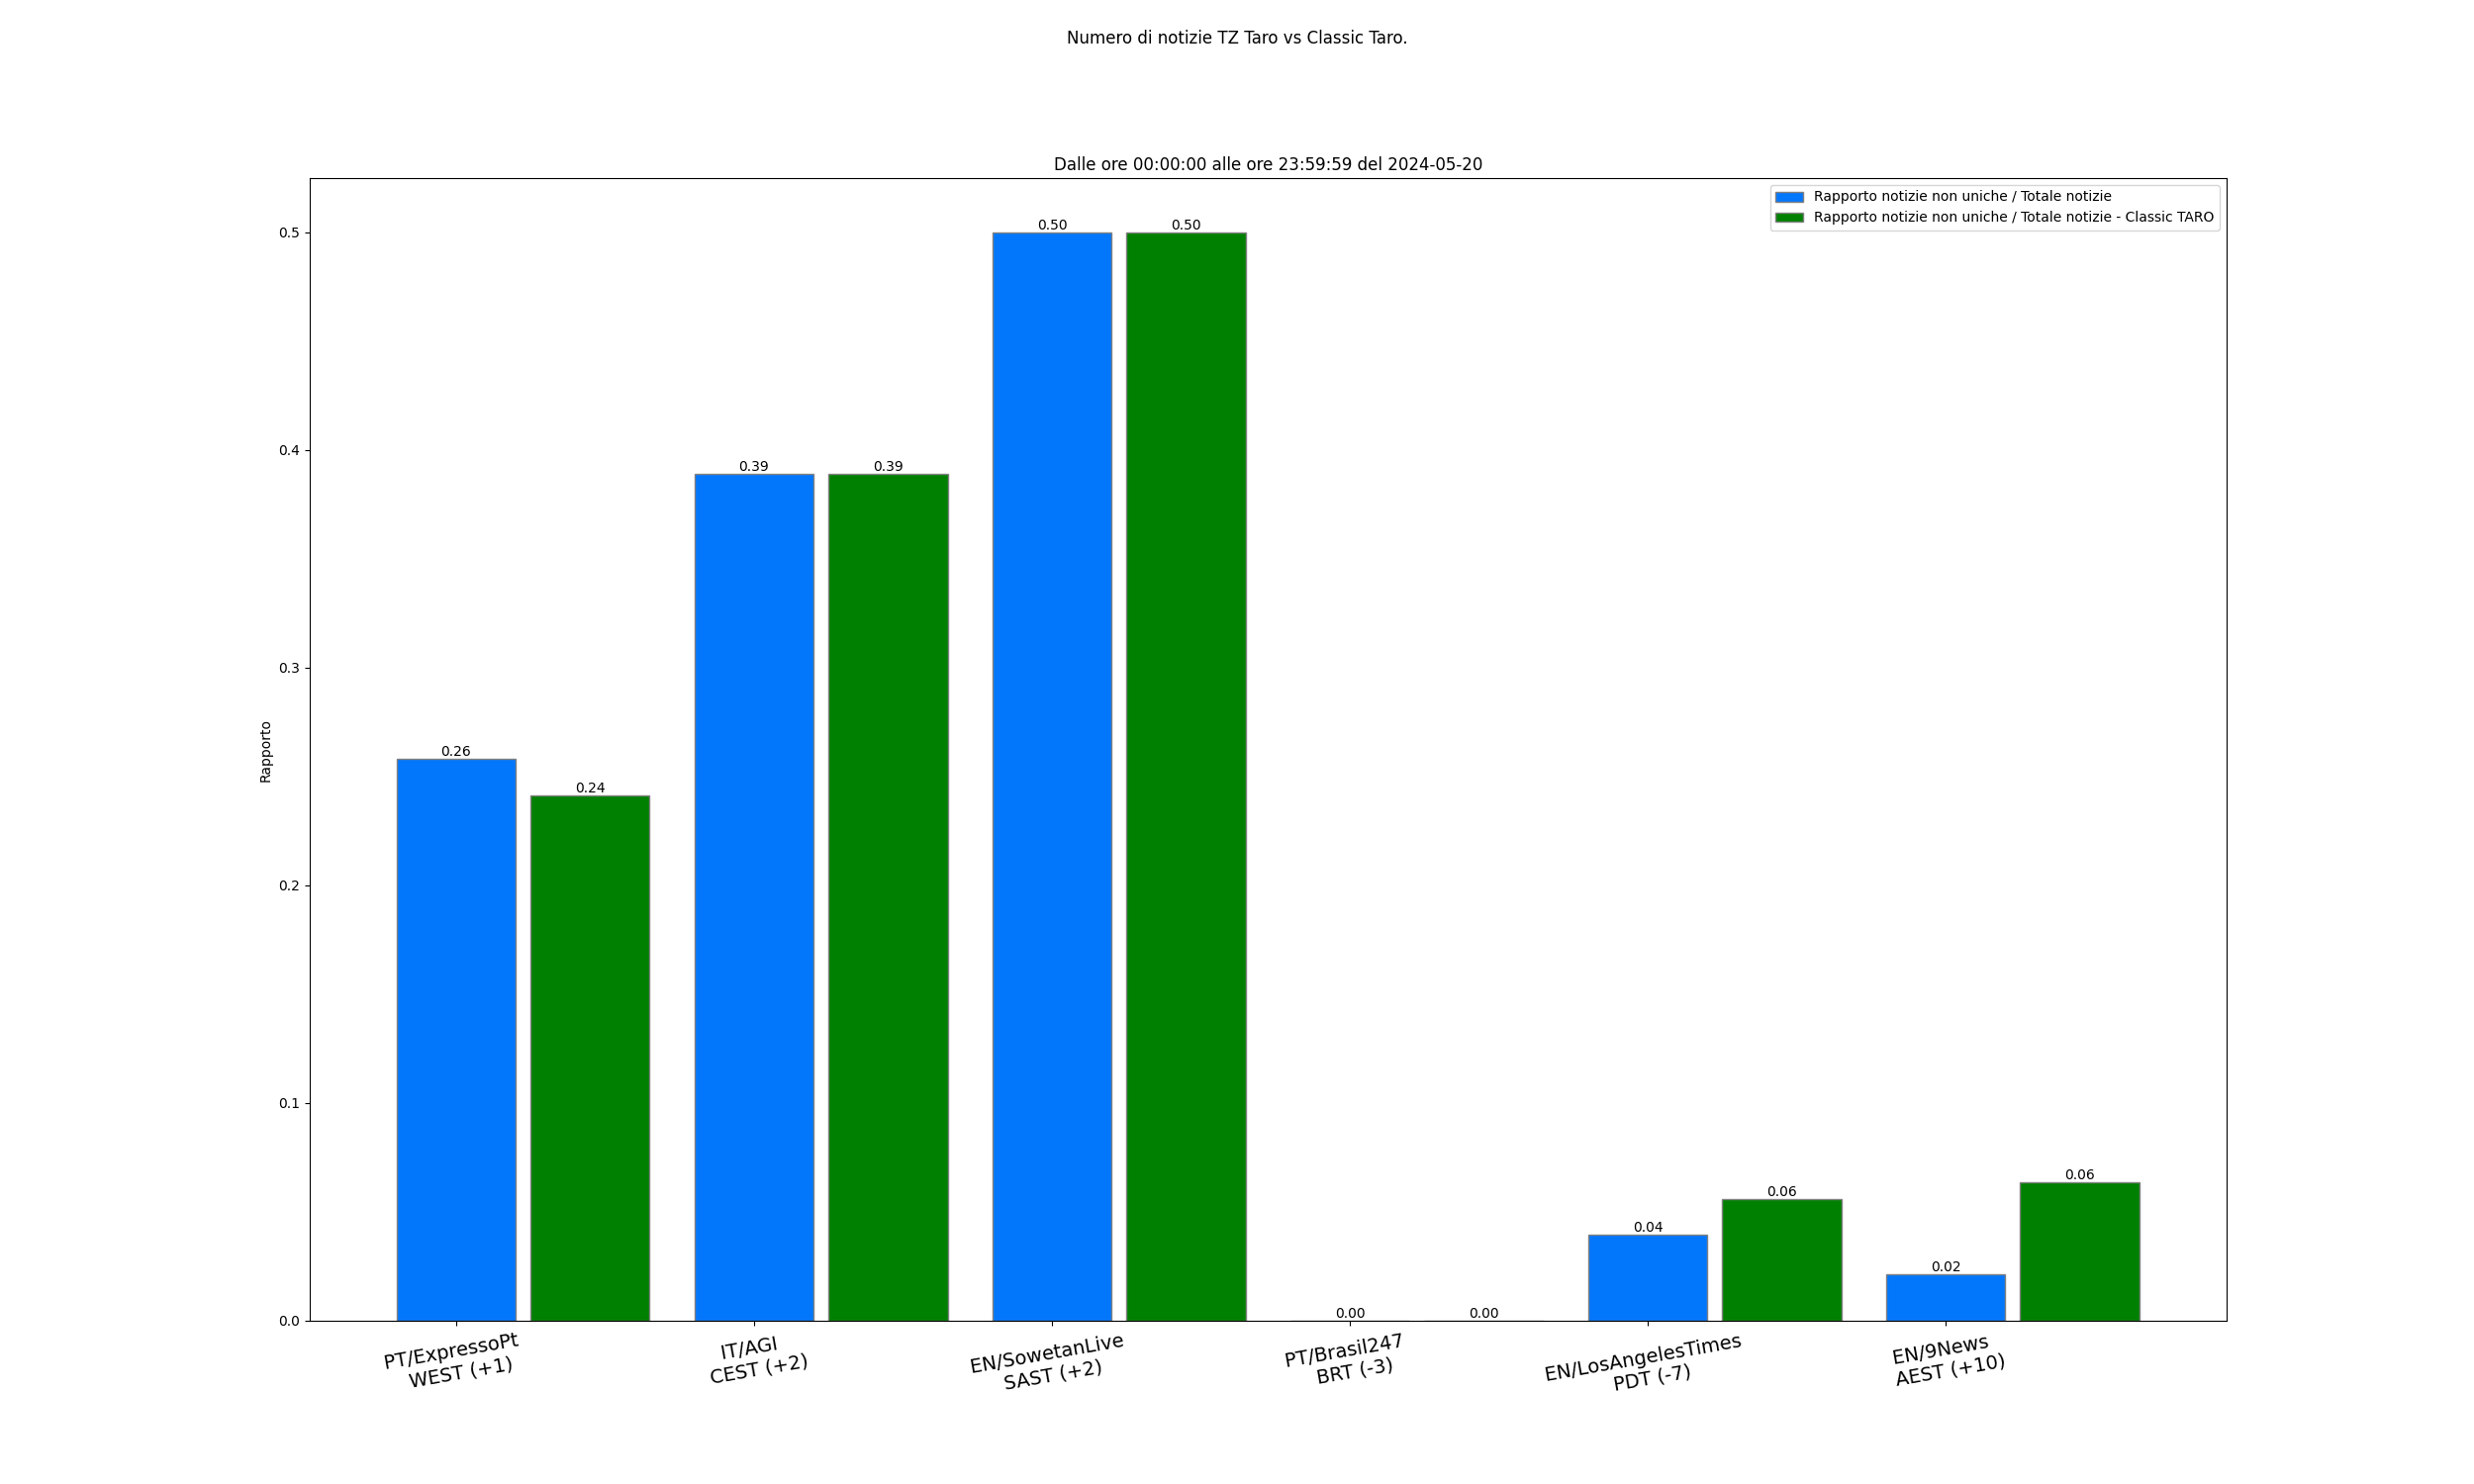 Numero di notizie TZ Taro vs Classic Taro.
Dalle ore 00:00:00 alle ore 23:59:59 del 2024-05-20
Rapporto notizie non uniche / Totale notizie
Rapporto notizie non uniche / Totale notizie - Classic TARO
Rapporto
0.5
0.4
0.3
0.2
0.1
0.0
0.26
0.24
0.39
0.39
0.50
0.50
0.00
0.00
0.04
0.06
0.02
0.06
PT/ExpressoPt
WEST (+1)
IT/AGI
CEST (+2)
EN/SowetanLive
SAST (+2)
PT/Brasil247
BRT (-3)
EN/LosAngelesTimes
PDT (-7)
EN/9News
AEST (+10)